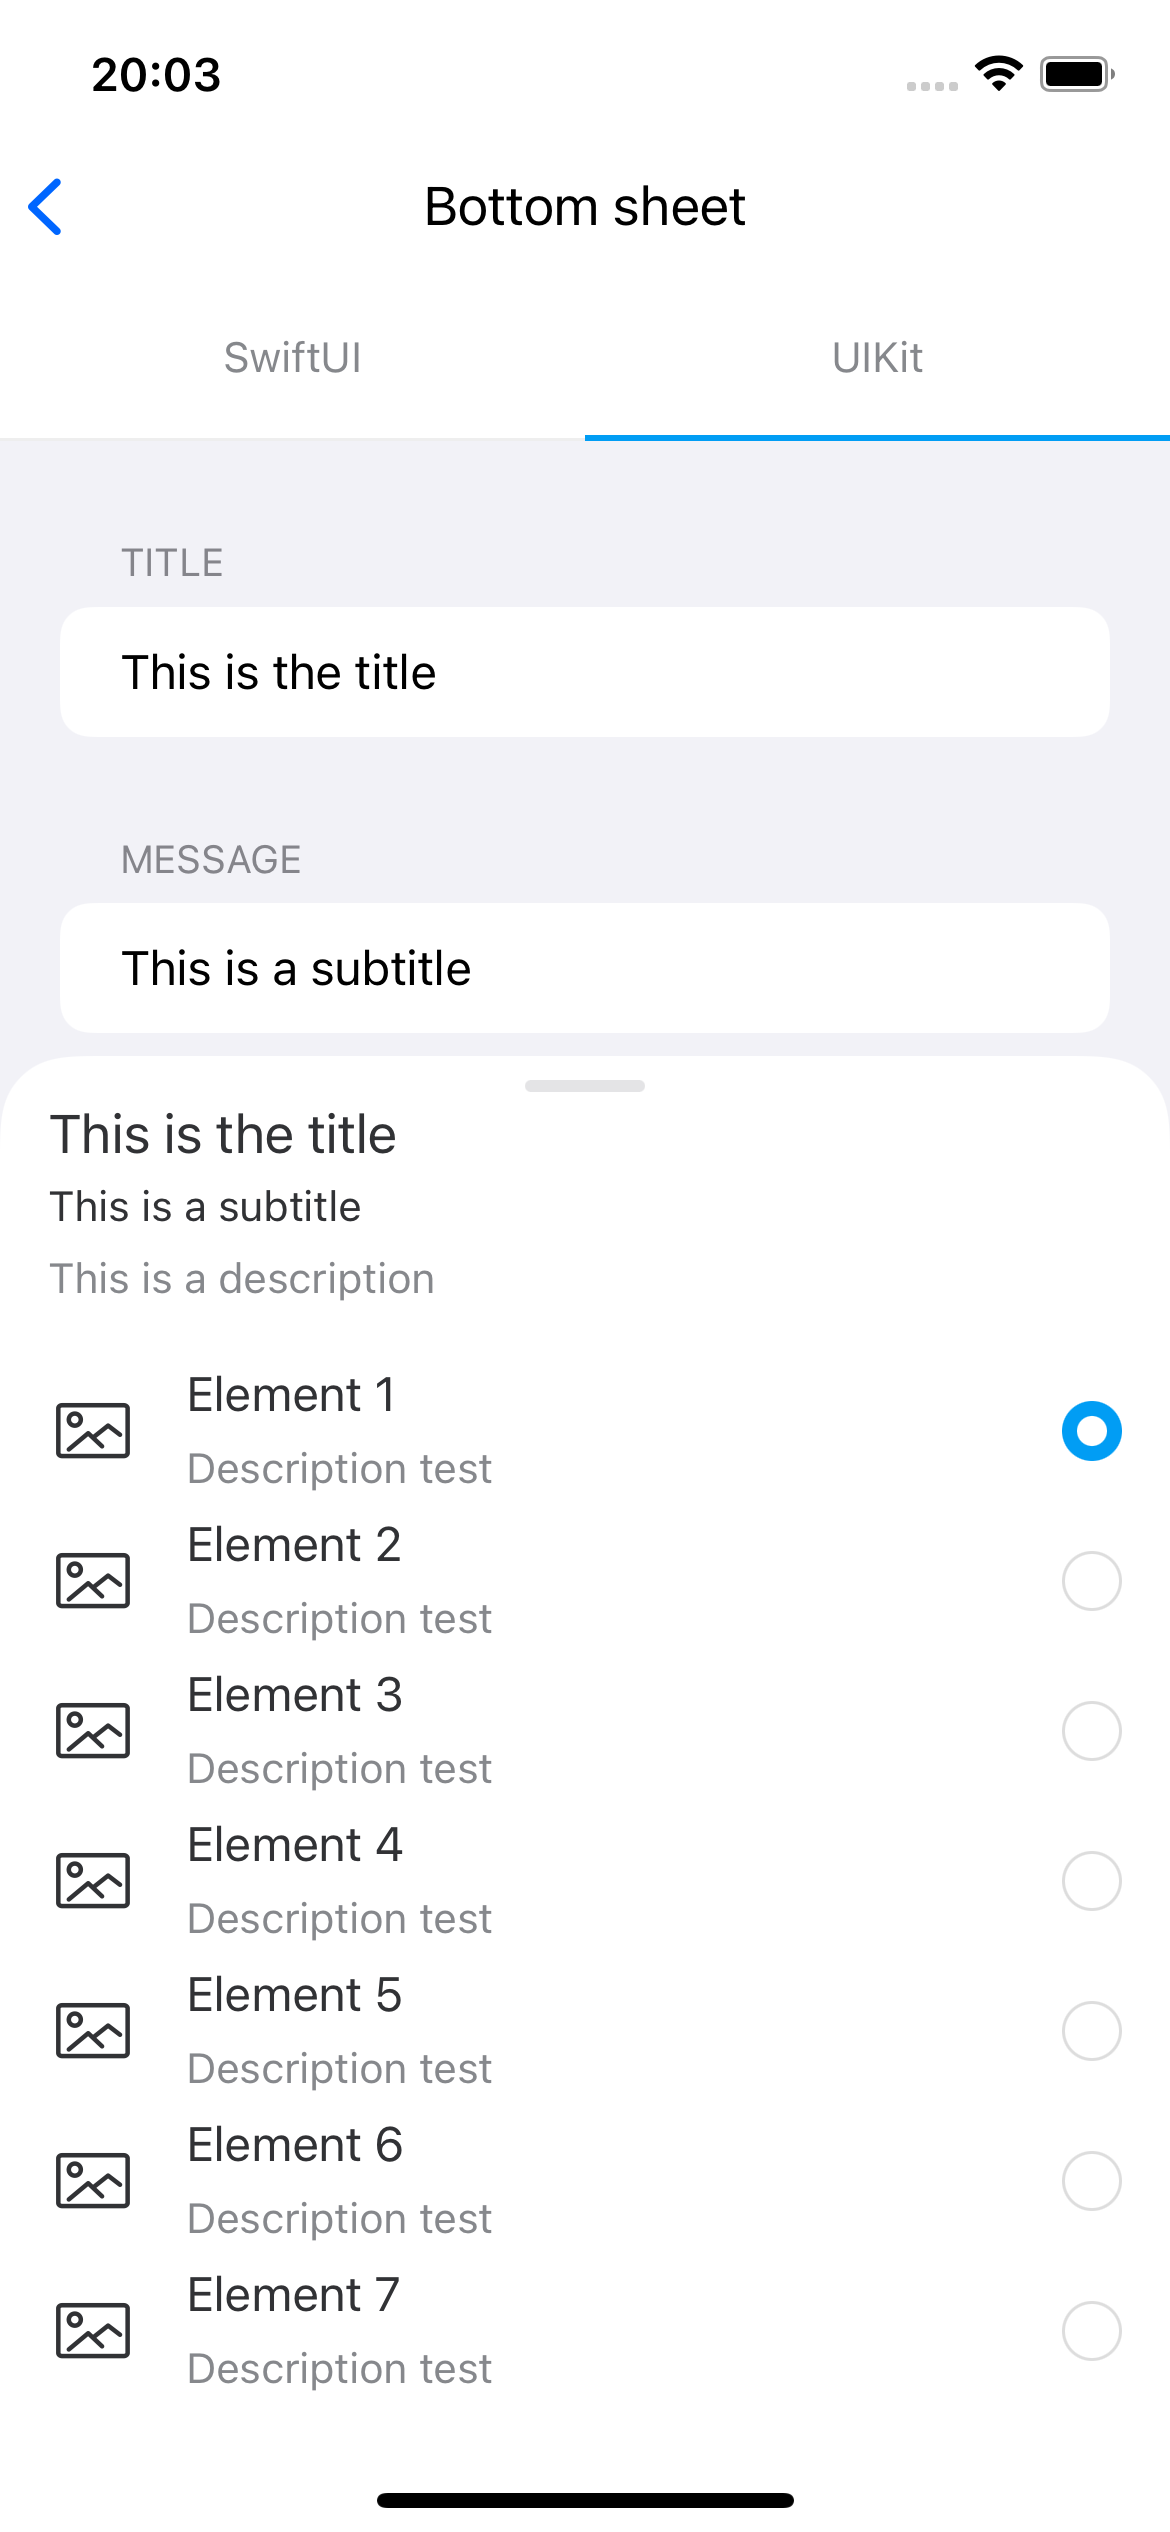 20:03
Bottom sheet
SwiftUI
UIKit
TITLE
This is the title
MESSAGE
This is a subtitle
This is the title
This is a subtitle
This is a description
Element 1
Description test
Element 2
Description test
Element 3
Description test
Element 4
Description test
Element 5
Description test
Element 6
Description test
Element 7
Description test